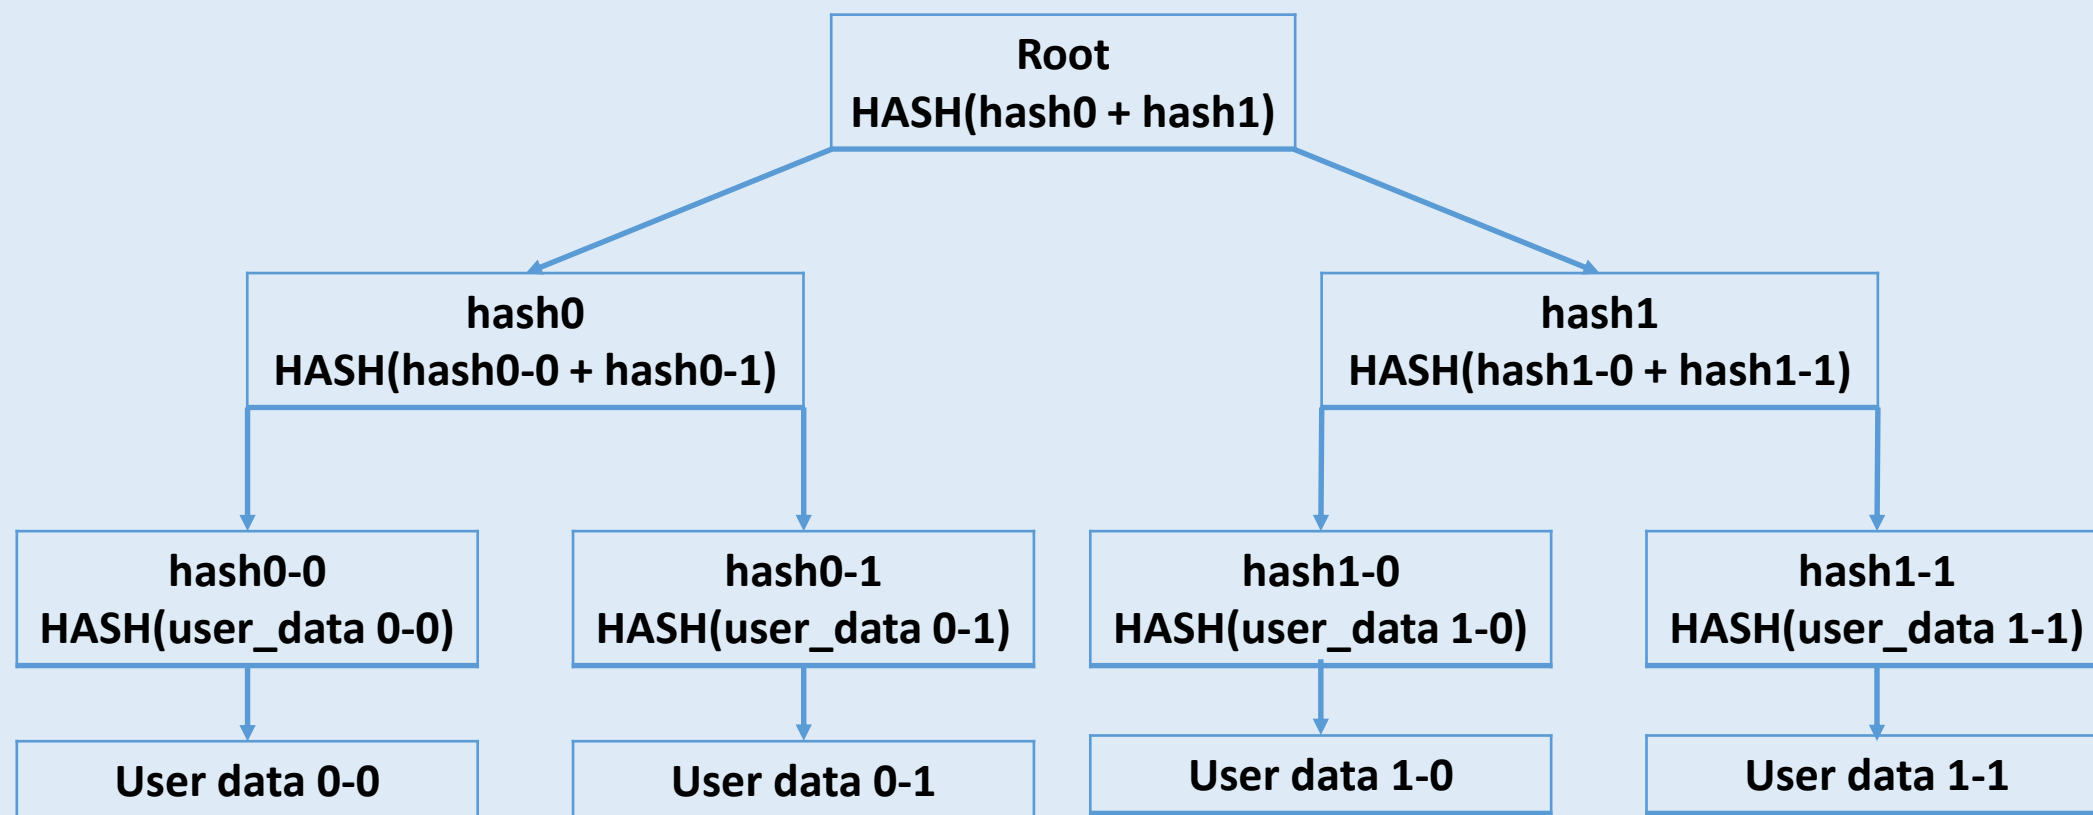 Root
HASH(hash0 + hash1)
hash0
HASH(hash0-0 + hash0-1)
hash1
HASH(hash1-0 + hash1-1)
hash0-0
HASH(user_data 0-0)
hash0-1
HASH(user_data 0-1)
hash1-0
HASH(user_data 1-0)
hash1-1
HASH(user_data 1-1)
User data 0-0
User data 0-1
User data 1-0
User data 1-1